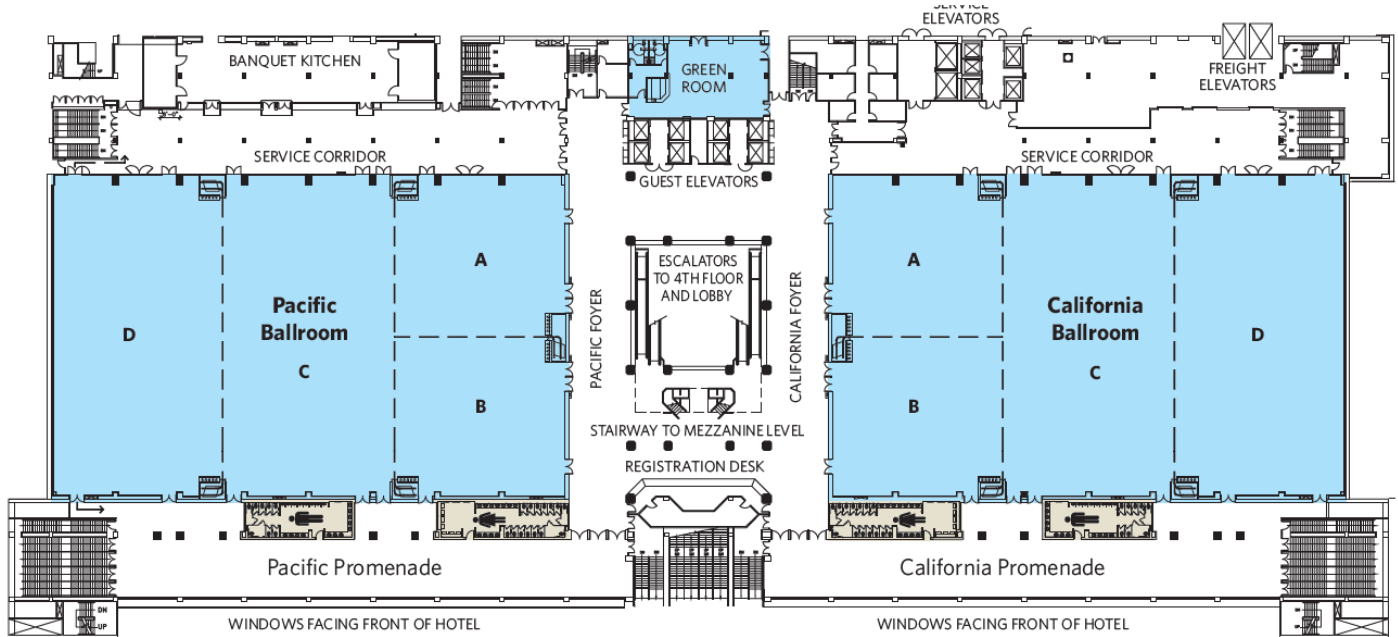 SERVICE
ELEVATORS
BANQUET KITCHEN
GREEN
ROOM
FREIGHT
ELEVATORS
UP
SERVICE CORRIDOR
GUEST ELEVATORS
SERVICE CORRIDOR
A
B
C
D
Pacific
Ballroom
PACIFIC FOYER
ESCALATORS
TO 4TH FLOOR
AND LOBBY
CALIFORNIA FOYER
A
B
California
Ballroom
C
D
STAIRWAY TO MEZZANINE LEVEL
REGISTRATION DESK
Pacific Promenade
California Promenade
DN
UP
WINDOWS FACING FRONT OF HOTEL
WINDOWS FACING FRONT OF HOTEL